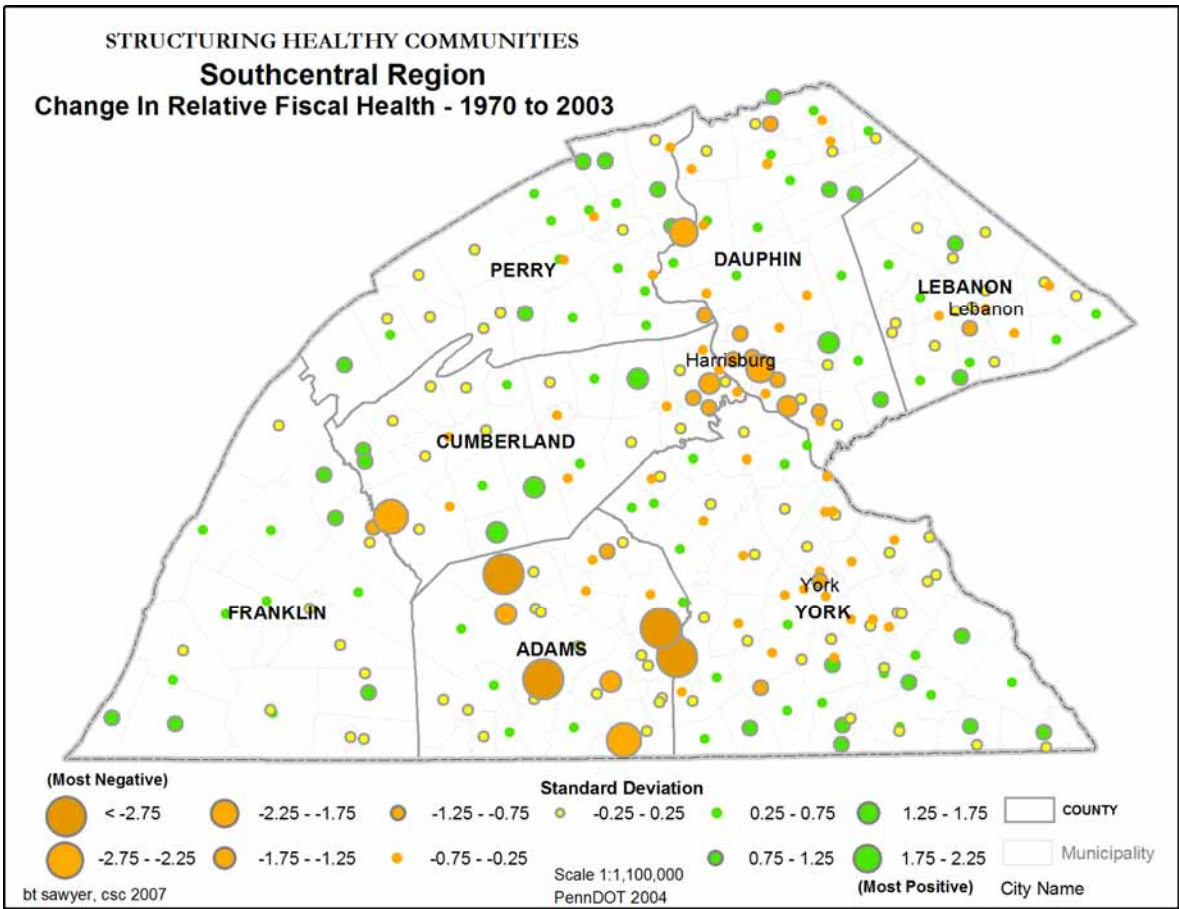 STRUCTURING HEALTHY COMMUNITIES
Southcentral Region
Change In Relative Fiscal Health - 1970 to 2003
PERRY
DAUPHIN
LEBANON
Lebanon
Harrisburg
CUMBERLAND
FRANKLIN
ADAMS
York
YORK
(Most Negative)
Standard Deviation
< -2.75
-2.25 - -1.75
-1.25 - -0.75
-0.25 - 0.25
0.25 - 0.75
1.25 - 1.75
COUNTY
-2.75 - -2.25
-1.75 - -1.25
-0.75 - -0.25
0.75 - 1.25
1.75 - 2.25
Municipality
Scale 1:1,100,000
(Most Positive)
City Name
bt sawyer, csc 2007
PennDOT 2004